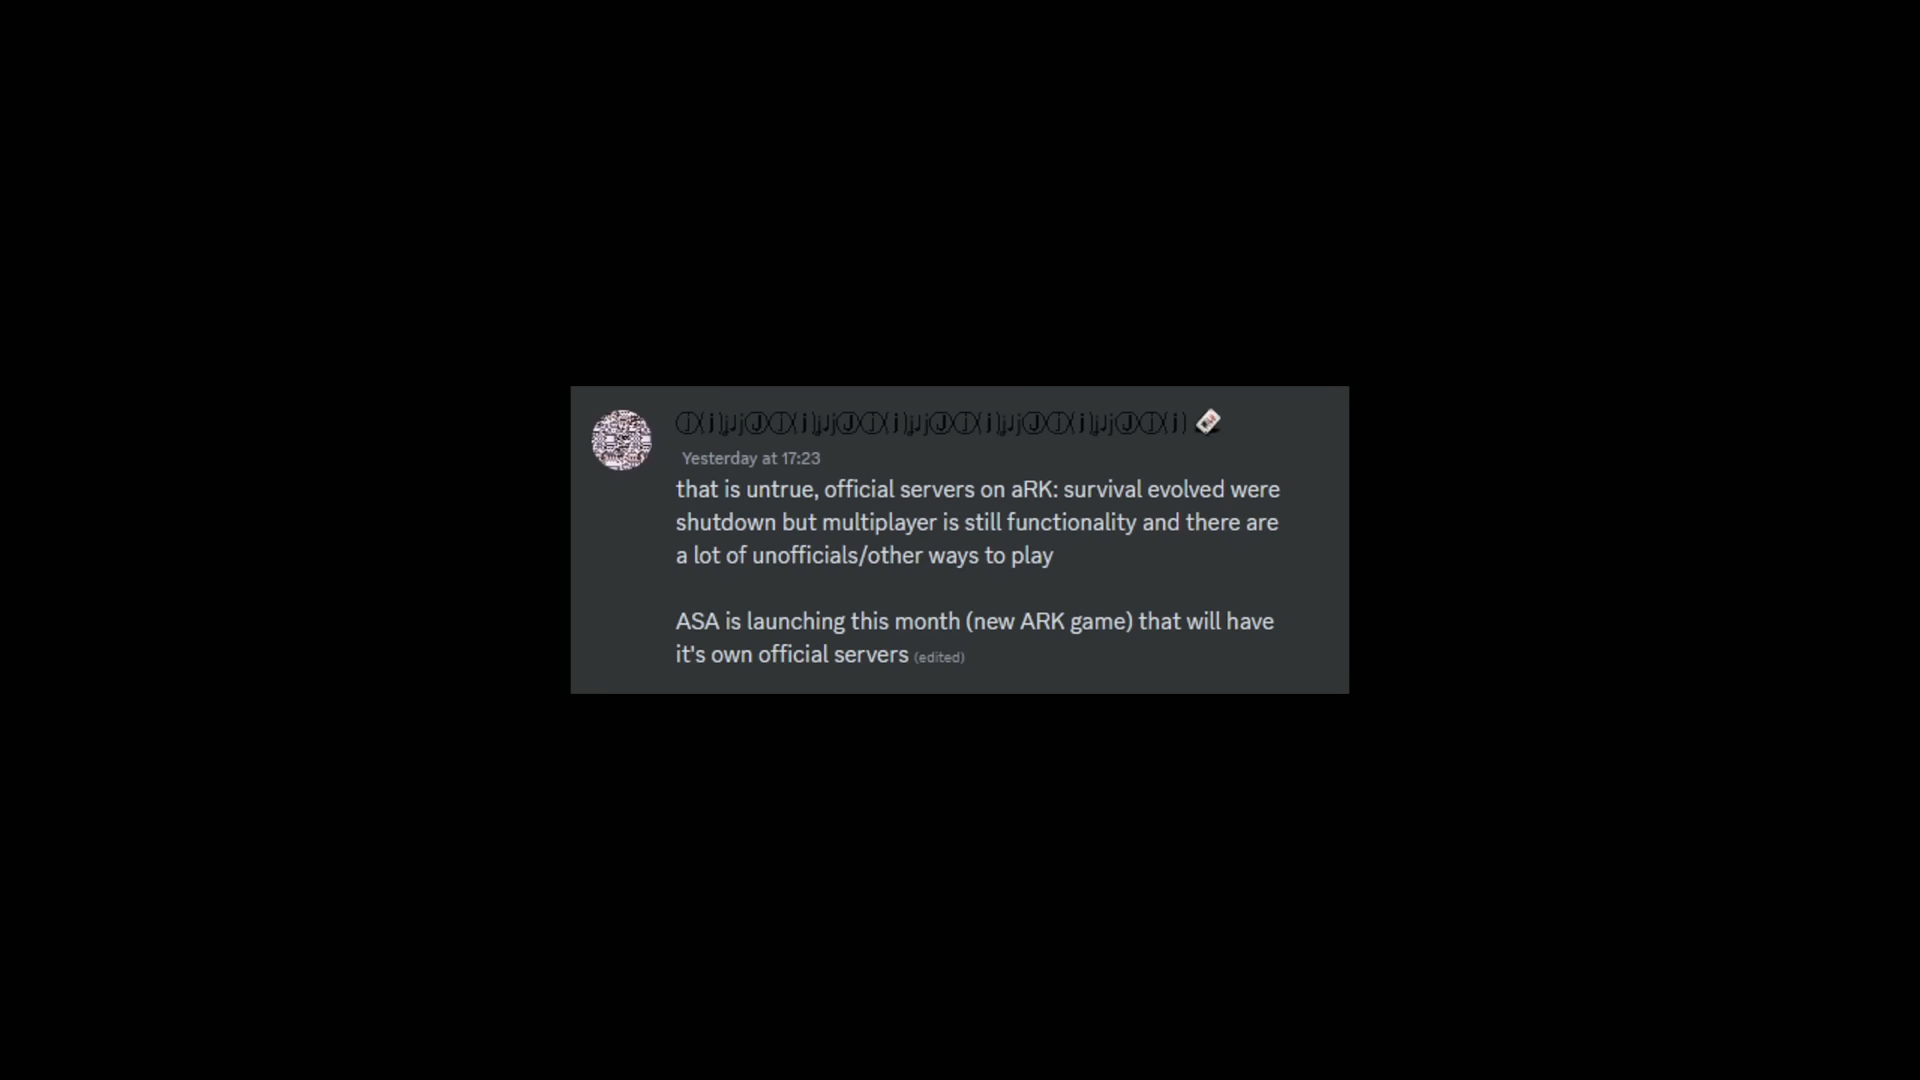 Yesterday at 17:23
that is untrue, official servers on aRK: survival evolved were
shutdown but multiplayer is still functionality and there are
a lot of unofficials/other ways to play
ASA is launching this month (new ARK game) that will have
it's own official servers (edited)